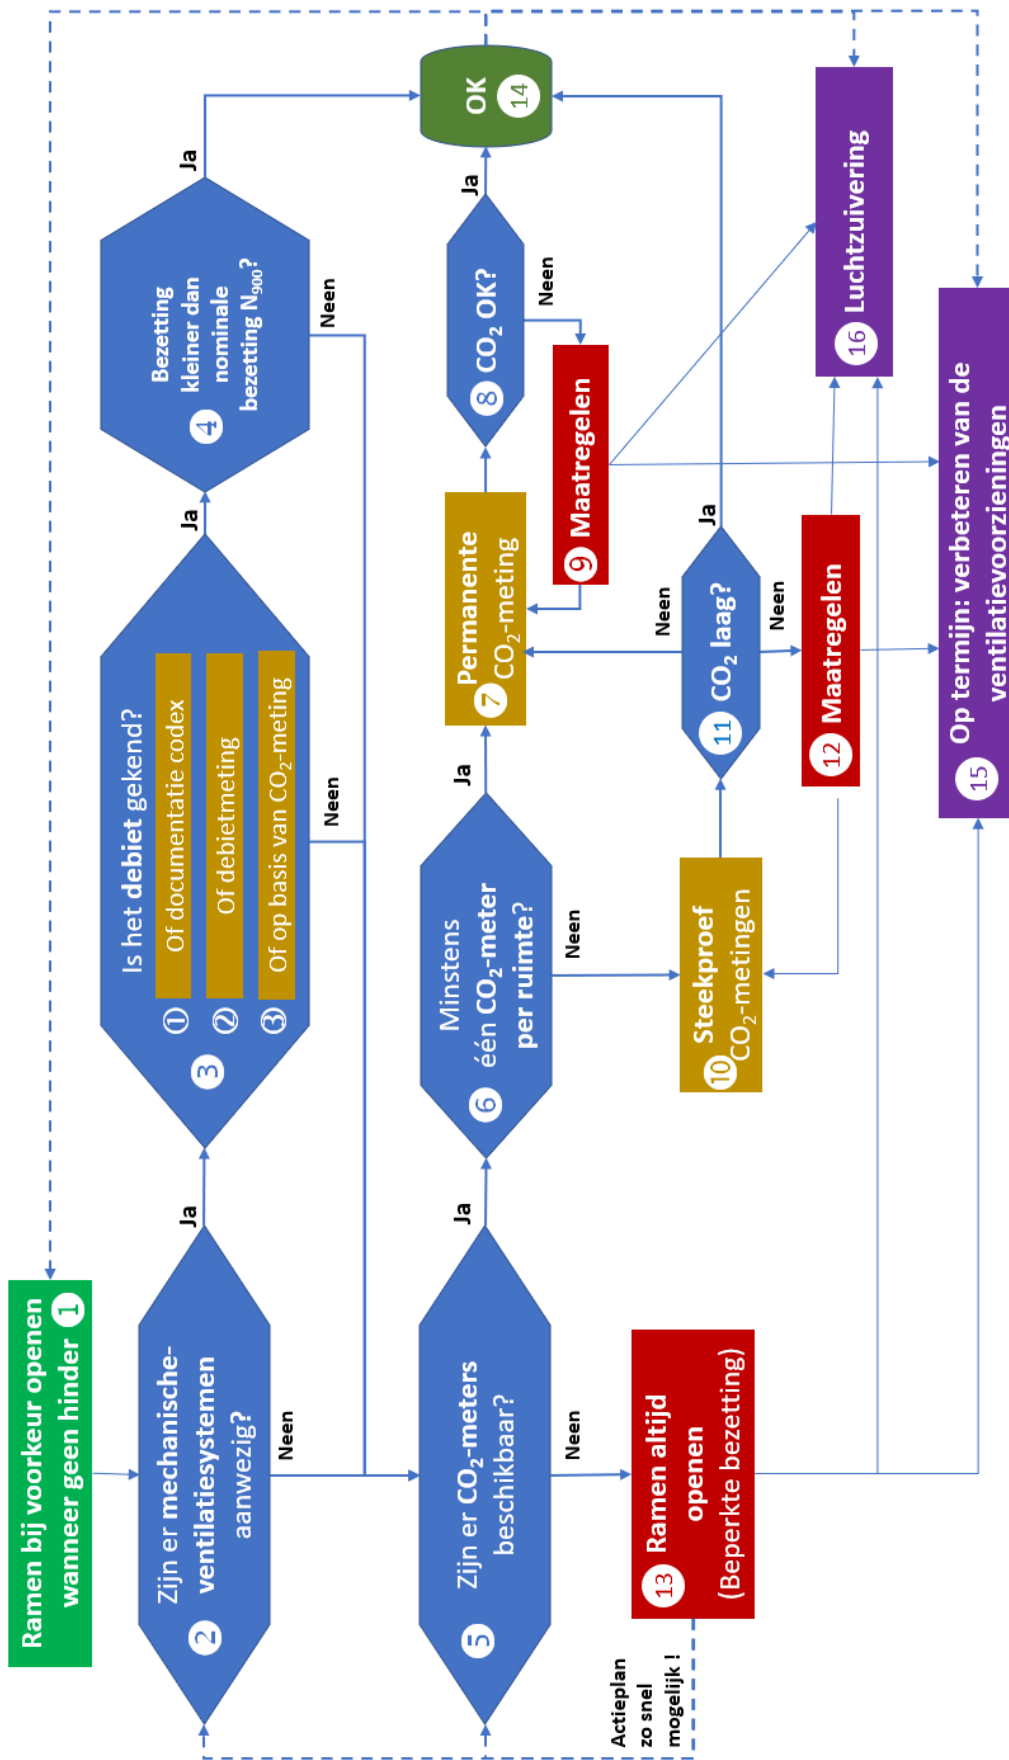 Ramen bij voorkeur openen
wanneer geen hinder 1
Zijn er mechanische-
ventilatiesystemen
aanwezig?
2
Ja
Neen
Is het debiet gekend?
① Of documentatie codex
② Of debietmeting
③ Of op basis van CO₂-meting
3
Ja
Neen
Bezetting
kleiner dan
nominale
bezetting N₉₀₀?
4
Ja
Neen
Zijn er CO₂-meters
beschikbaar?
5
Ja
Neen
Minstens
één CO₂-meter
per ruimte?
6
Ja
Neen
Permanente
CO₂-meting
7
8 CO₂ OK?
Ja
Neen
9 Maatregelen
OK
14
Steekproef
CO₂-metingen
10
11 CO₂ laag?
Ja
Neen
Neen
12 Maatregelen
13 Ramen altijd
openen
(Beperkte bezetting)
Actieplan
zo snel
mogelijk !
16 Luchtzuivering
15 Op termijn: verbeteren van de
ventilatievoorzieningen